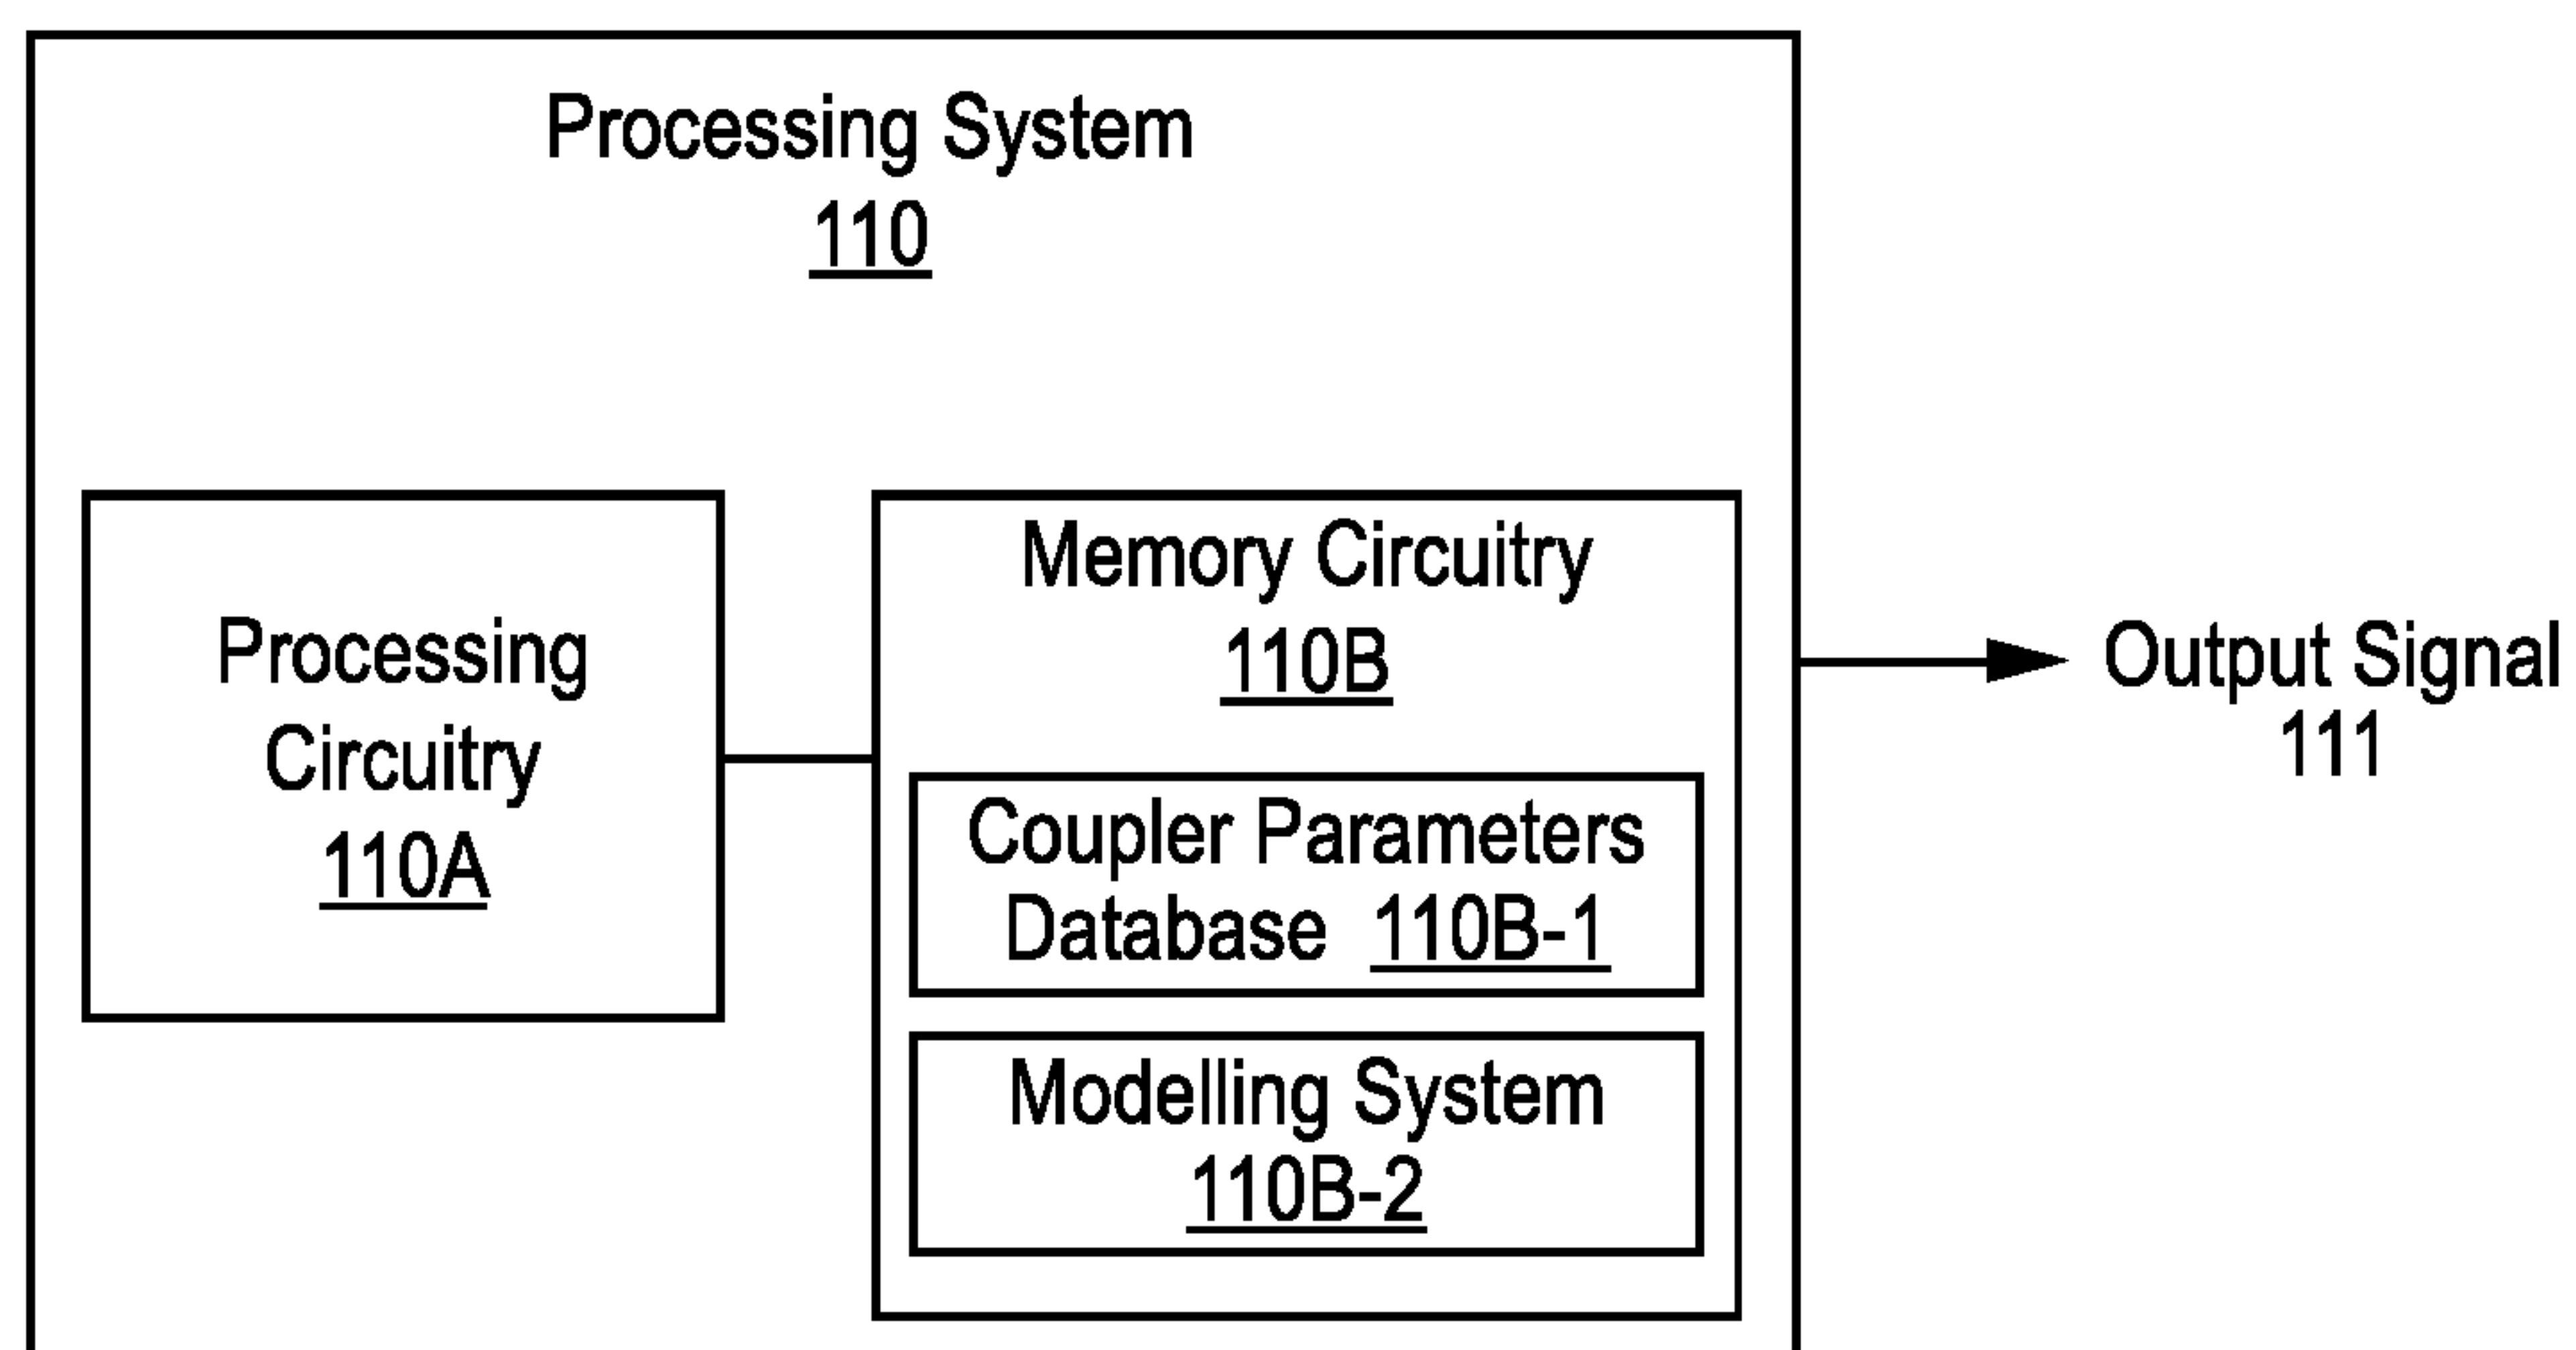 Processing System
110
Processing
Circuitry
110A
Memory Circuitry
110B
Coupler Parameters
Database 110B-1
Modelling System
110B-2
Output Signal
111